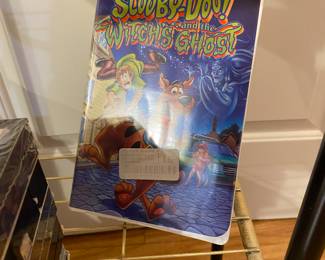 SCOOBY-DOO!
and the
WITCH'S GHOST